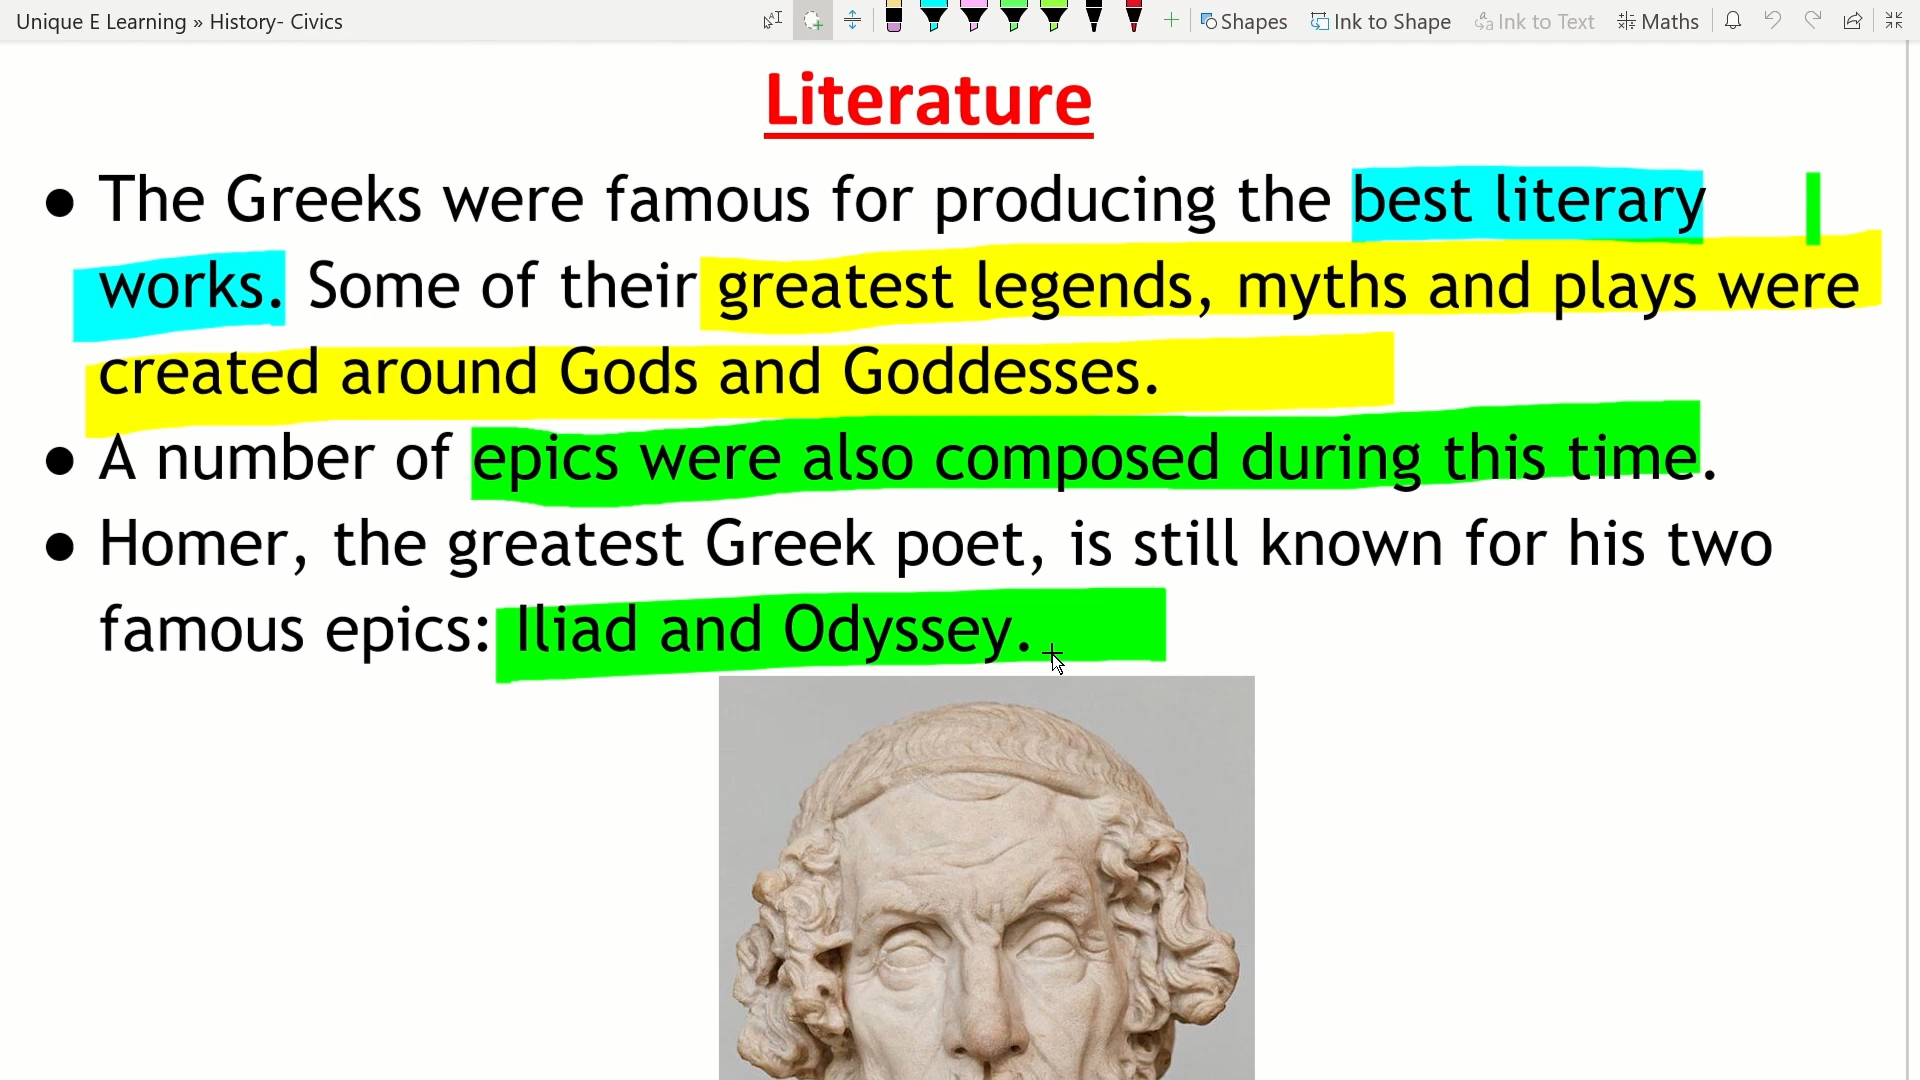 Unique E Learning » History- Civics
Shapes Ink to Shape Ink to Text Maths
Literature
● The Greeks were famous for producing the best literary
works. Some of their greatest legends, myths and plays were
created around Gods and Goddesses.
● A number of epics were also composed during this time.
● Homer, the greatest Greek poet, is still known for his two
famous epics: Iliad and Odyssey.